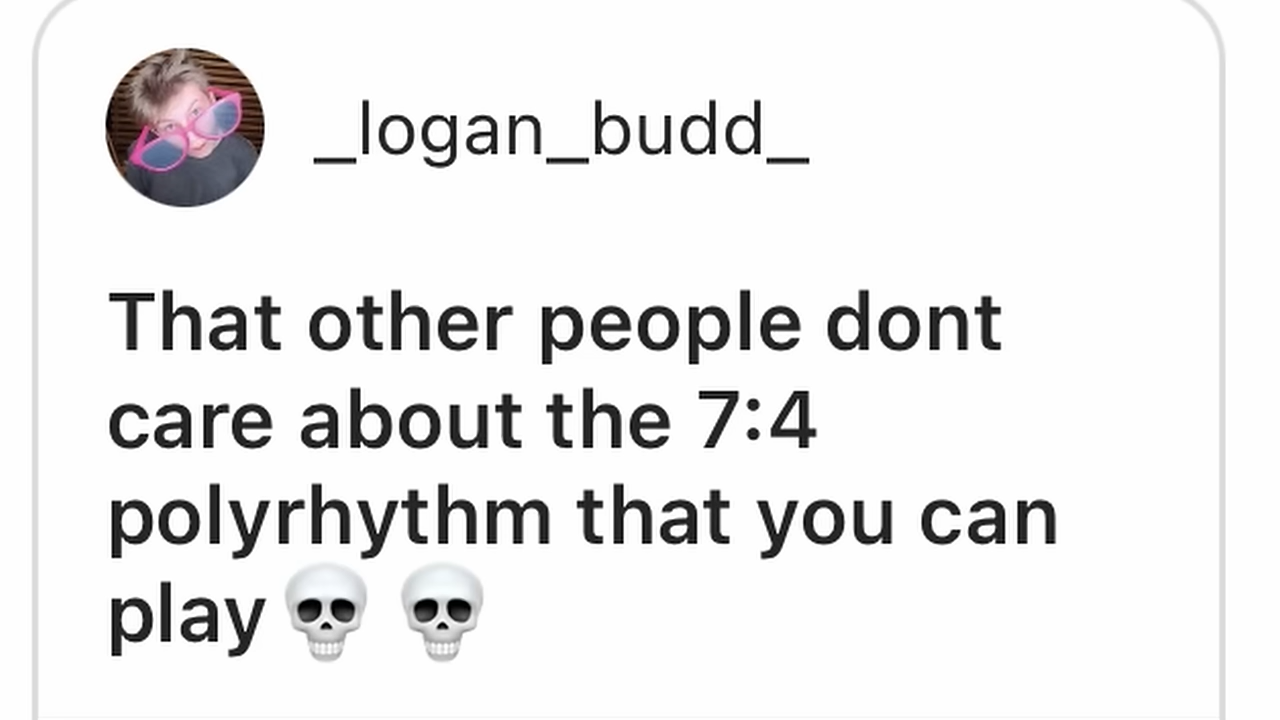 _logan_budd_
That other people dont
care about the 7:4
polyrhythm that you can
play💀 💀